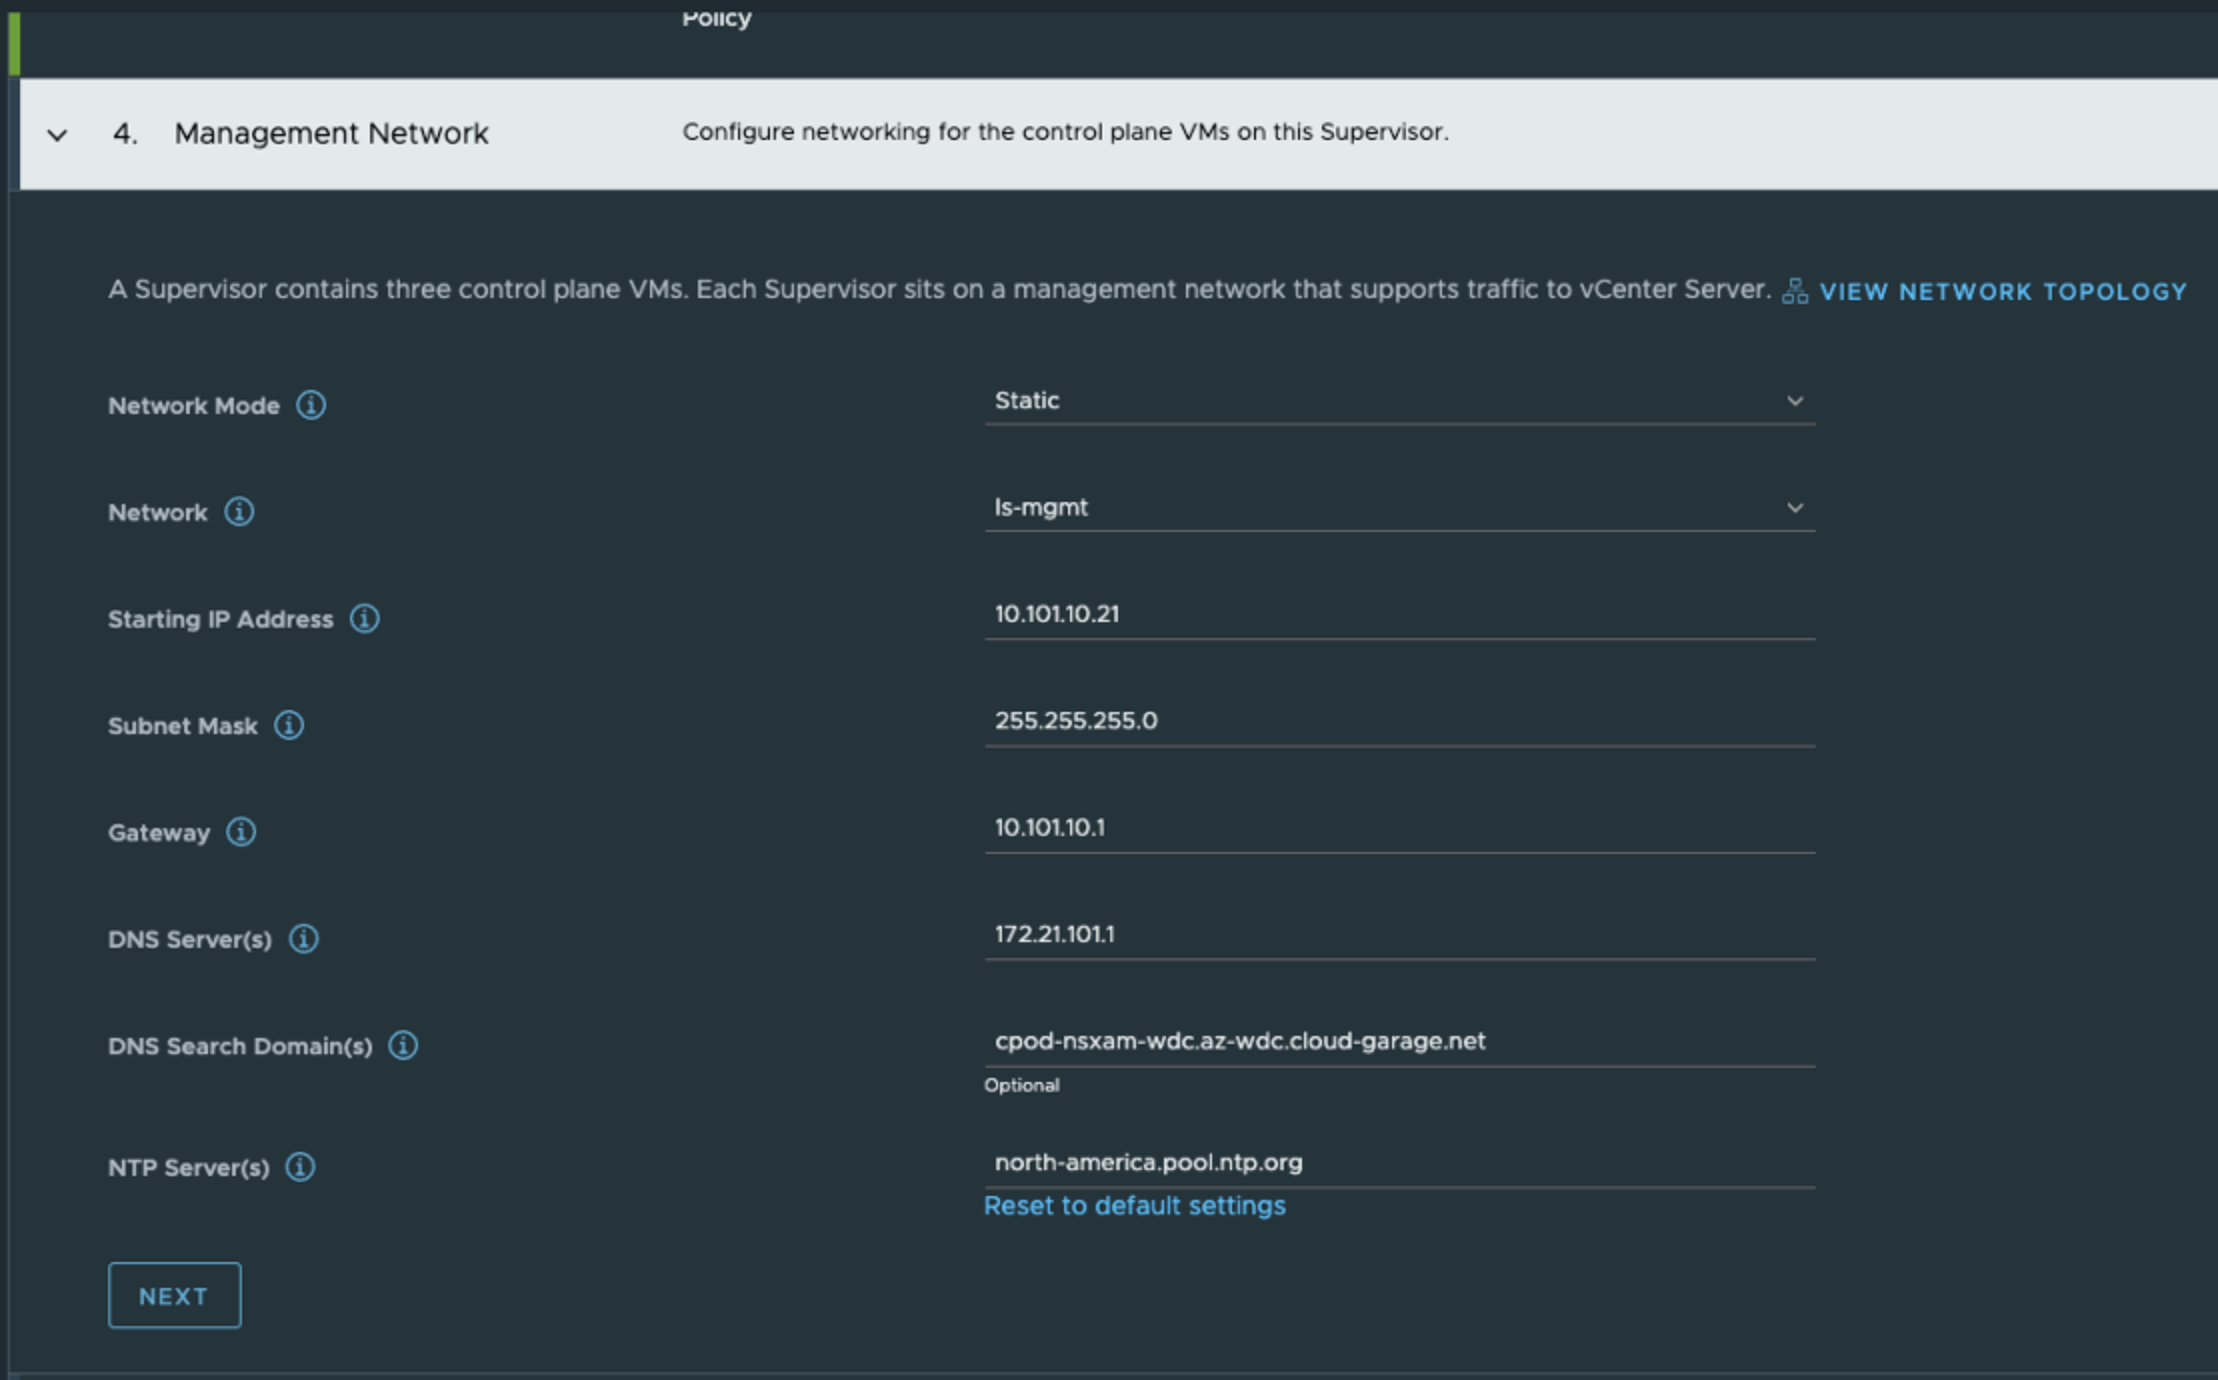 Policy
4. Management Network Configure networking for the control plane VMs on this Supervisor.
A Supervisor contains three control plane VMs. Each Supervisor sits on a management network that supports traffic to vCenter Server. VIEW NETWORK TOPOLOGY
Network Mode Static
Network ls-mgmt
Starting IP Address 10.101.10.21
Subnet Mask 255.255.255.0
Gateway 10.101.10.1
DNS Server(s) 172.21.101.1
DNS Search Domain(s) cpod-nsxam-wdc.az-wdc.cloud-garage.net
Optional
NTP Server(s) north-america.pool.ntp.org
Reset to default settings
NEXT